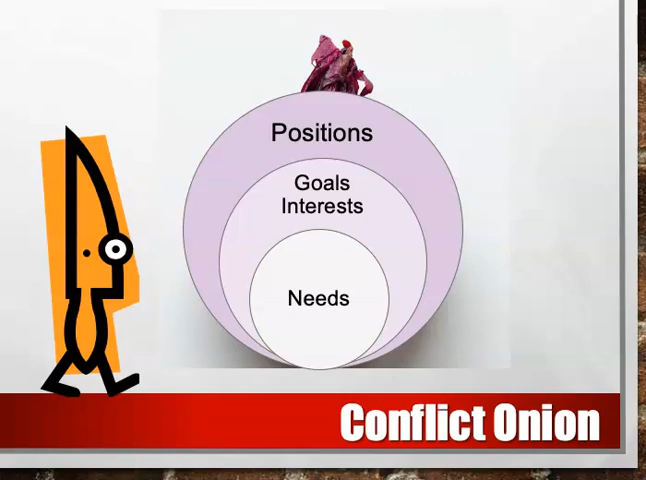 Positions
Goals
Interests
Needs
Conflict Onion